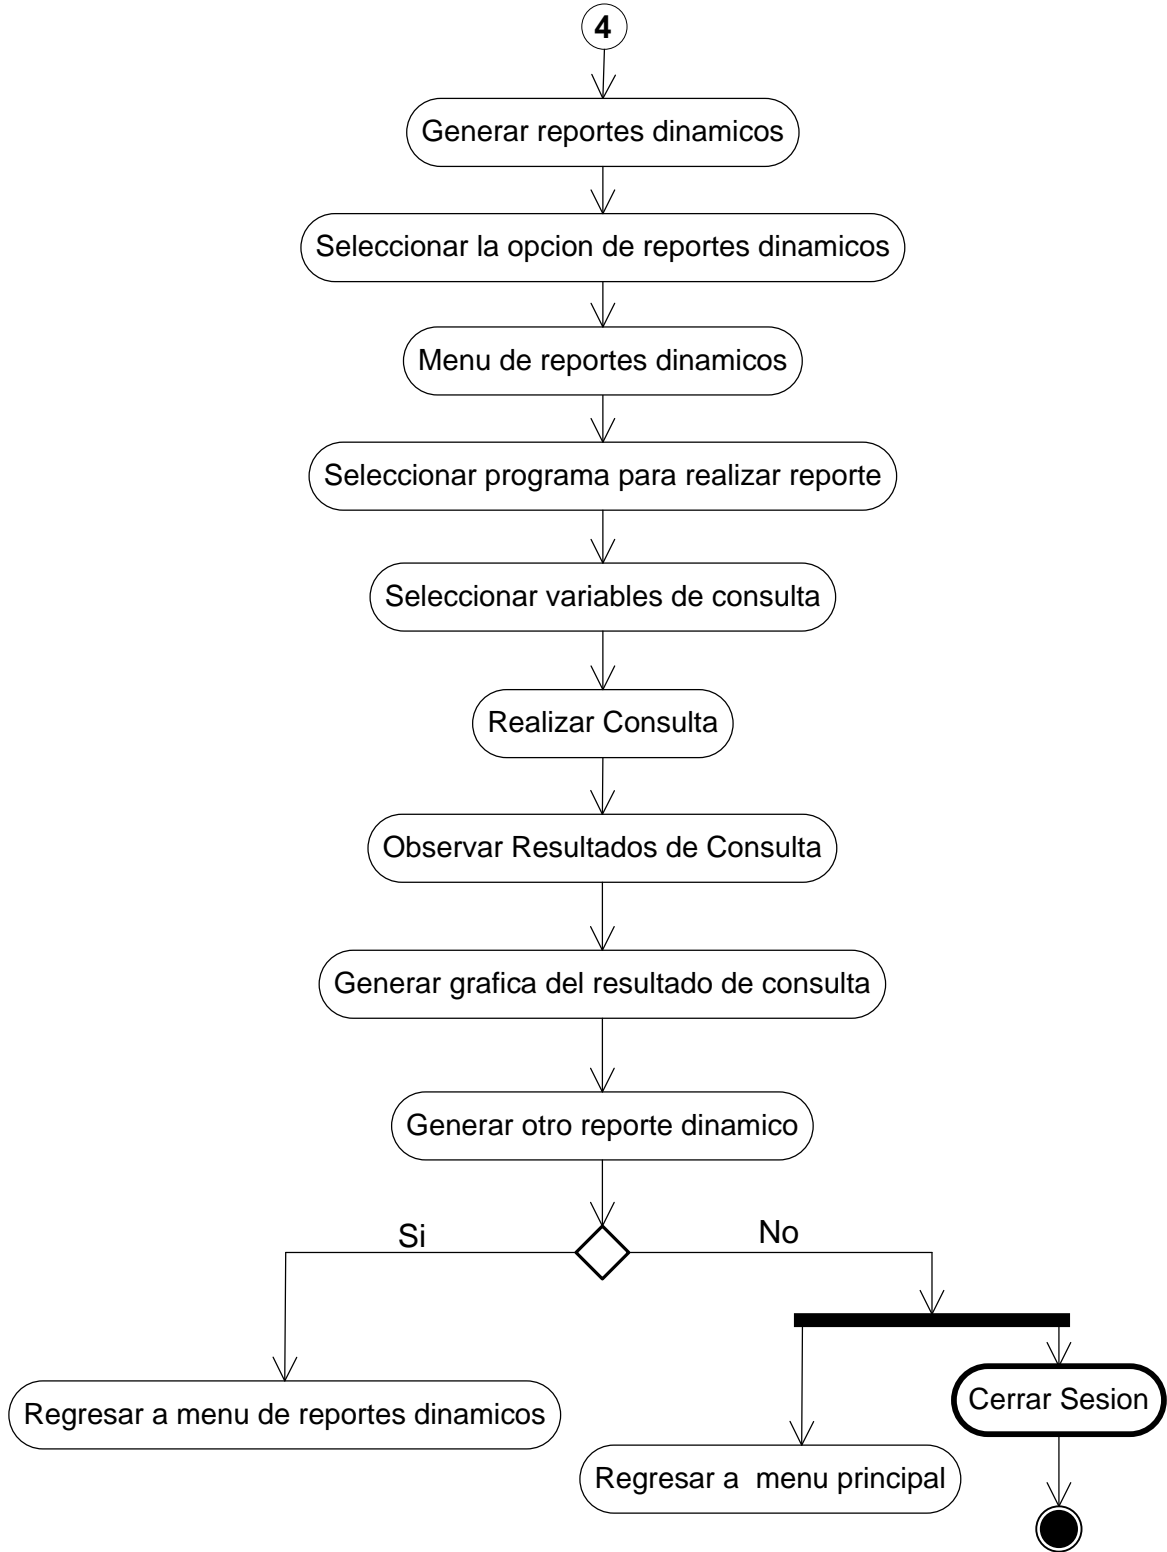 4
Generar reportes dinamicos
Seleccionar la opcion de reportes dinamicos
Menu de reportes dinamicos
Seleccionar programa para realizar reporte
Seleccionar variables de consulta
Realizar Consulta
Observar Resultados de Consulta
Generar grafica del resultado de consulta
Generar otro reporte dinamico
Si
No
Regresar a menu de reportes dinamicos
Cerrar Sesion
Regresar a  menu principal